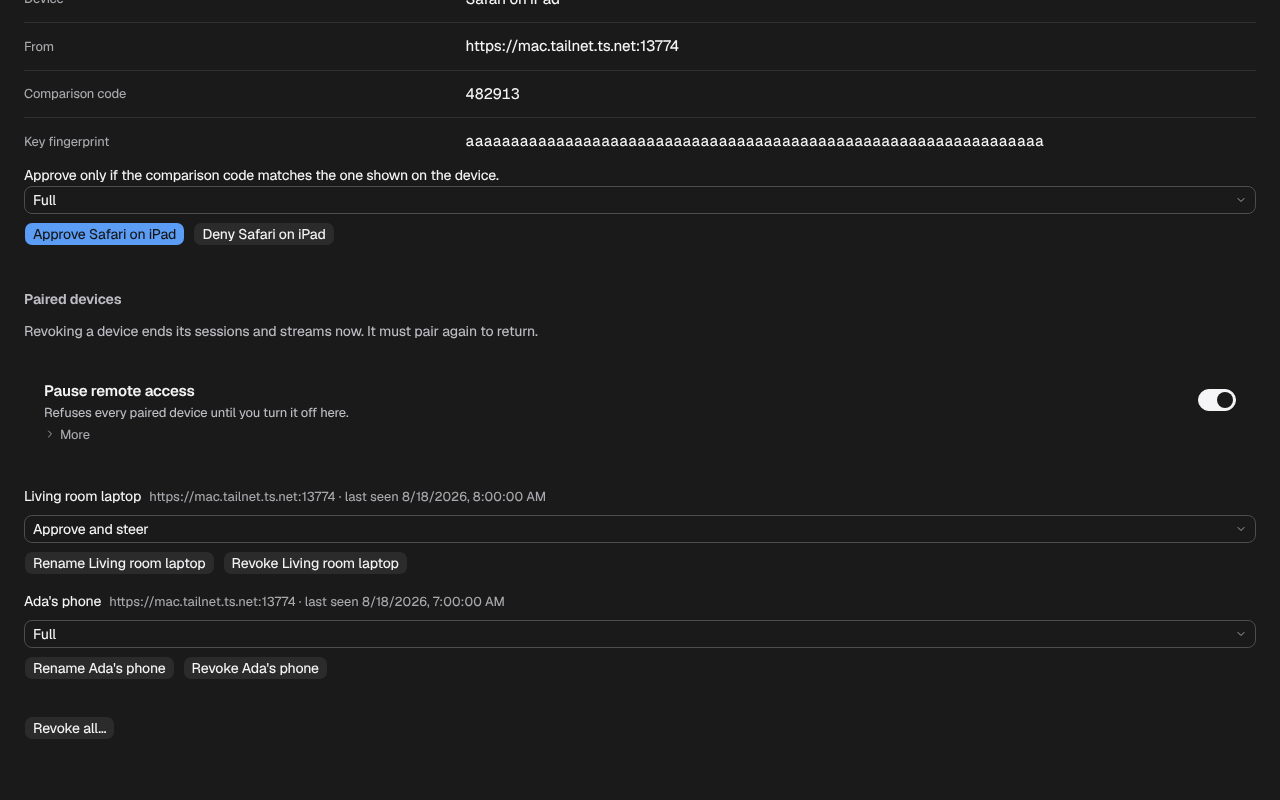 Device Safari on iPad
From https://mac.tailnet.ts.net:13774
Comparison code 482913
Key fingerprint aaaaaaaaaaaaaaaaaaaaaaaaaaaaaaaaaaaaaaaaaaaaaaaaaaaaaaaaaaaaaaaa
Approve only if the comparison code matches the one shown on the device.
Full
Approve Safari on iPad Deny Safari on iPad
Paired devices
Revoking a device ends its sessions and streams now. It must pair again to return.
Pause remote access
Refuses every paired device until you turn it off here.
More
Living room laptop https://mac.tailnet.ts.net:13774 · last seen 8/18/2026, 8:00:00 AM
Approve and steer
Rename Living room laptop Revoke Living room laptop
Ada's phone https://mac.tailnet.ts.net:13774 · last seen 8/18/2026, 7:00:00 AM
Full
Rename Ada's phone Revoke Ada's phone
Revoke all…